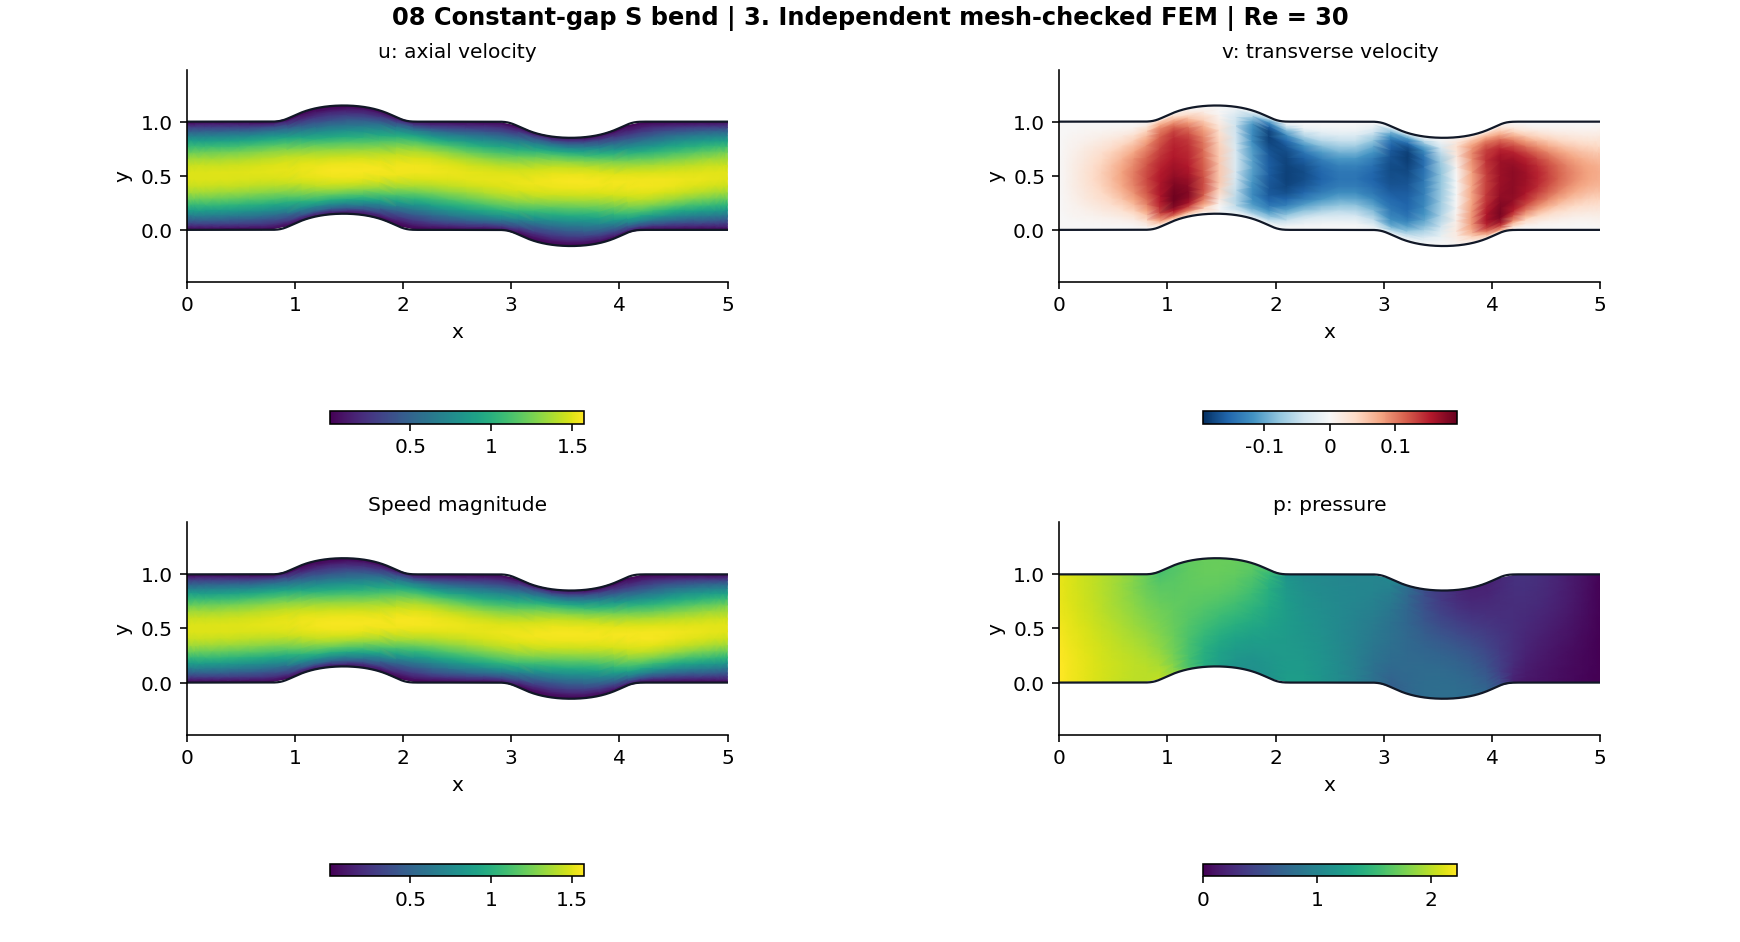 08 Constant-gap S bend | 3. Independent mesh-checked FEM | Re = 30
u: axial velocity
1.0
0.5
0.0
y
0 1 2 3 4 5
x
0.5 1 1.5
v: transverse velocity
1.0
0.5
0.0
y
0 1 2 3 4 5
x
-0.1 0 0.1
Speed magnitude
1.0
0.5
0.0
y
0 1 2 3 4 5
x
0.5 1 1.5
p: pressure
1.0
0.5
0.0
y
0 1 2 3 4 5
x
0 1 2